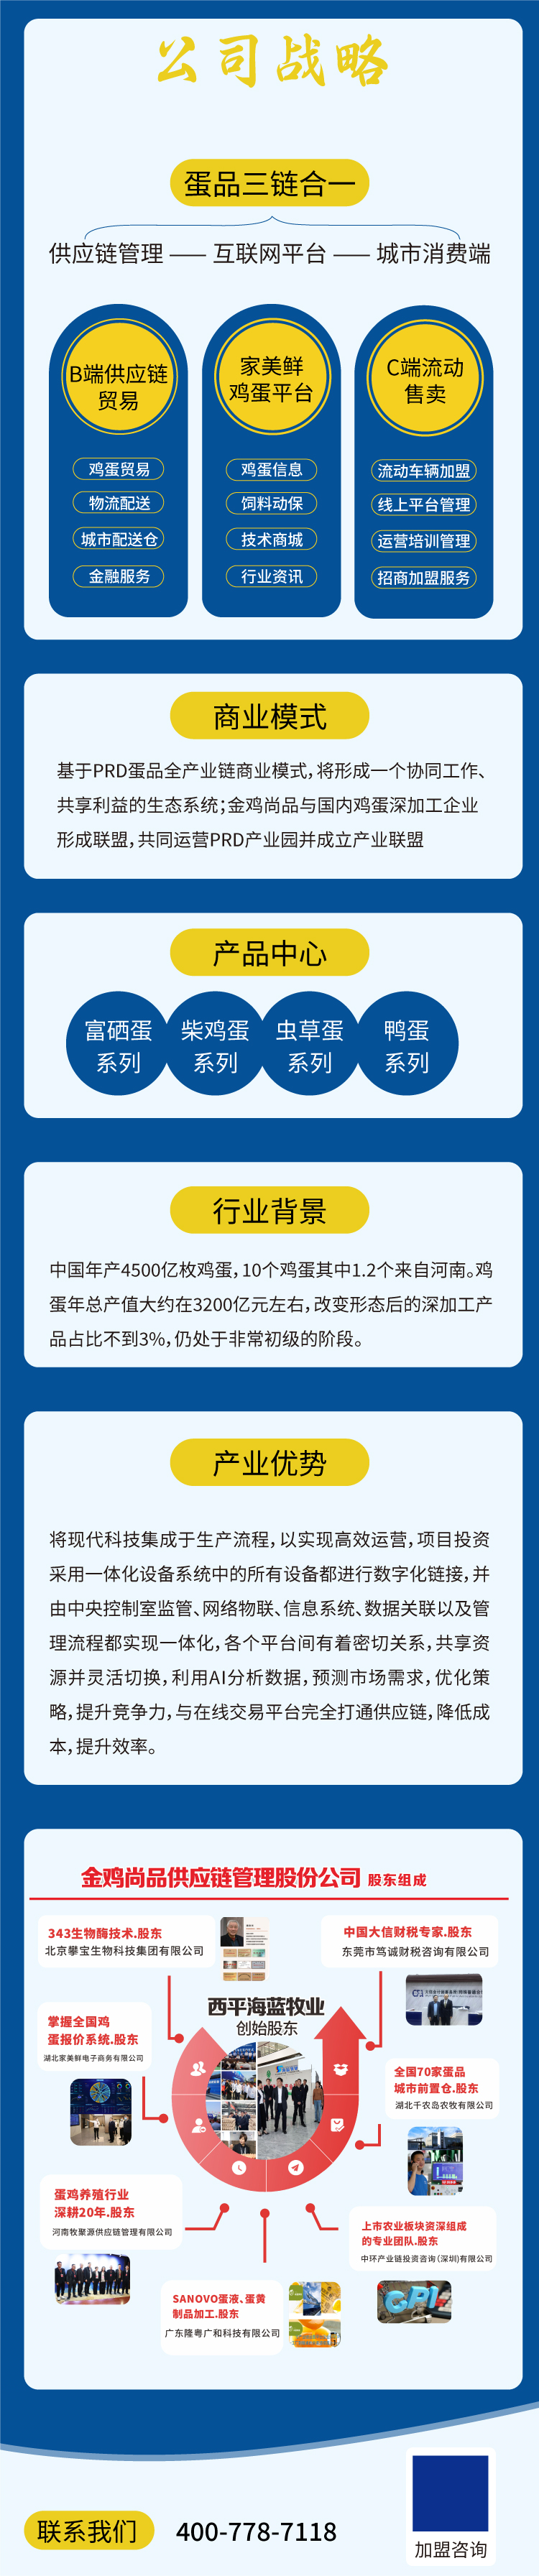 公司战略
蛋品三链合一
供应链管理 —— 互联网平台 —— 城市消费端
B端供应链
贸易
鸡蛋贸易
物流配送
城市配送仓
金融服务
家美鲜
鸡蛋平台
鸡蛋信息
饲料动保
技术商城
行业资讯
C端流动
售卖
流动车辆加盟
线上平台管理
运营培训管理
招商加盟服务
商业模式
基于PRD蛋品全产业链商业模式，将形成一个协同工作、
共享利益的生态系统；金鸡尚品与国内鸡蛋深加工企业
形成联盟，共同运营PRD产业园并成立产业联盟
产品中心
富硒蛋
系列
柴鸡蛋
系列
虫草蛋
系列
鸭蛋
系列
行业背景
中国年产4500亿枚鸡蛋，10个鸡蛋其中1.2个来自河南。鸡
蛋年总产值大约在3200亿元左右，改变形态后的深加工产
品占比不到3%，仍处于非常初级的阶段。
产业优势
将现代科技集成于生产流程，以实现高效运营，项目投资
采用一体化设备系统中的所有设备都进行数字化链接，并
由中央控制室监管、网络物联、信息系统、数据关联以及管
理流程都实现一体化，各个平台间有着密切关系，共享资
源并灵活切换，利用AI分析数据，预测市场需求，优化策
略，提升竞争力，与在线交易平台完全打通供应链，降低成
本，提升效率。
金鸡尚品供应链管理股份公司 股东组成
343生物酶技术.股东
北京攀宝生物科技集团有限公司
中国大信财税专家.股东
东莞市笃诚财税咨询有限公司
西平海蓝牧业
创始股东
掌握全国鸡
蛋报价系统.股东
湖北家美鲜电子商务有限公司
全国70家蛋品
城市前置仓.股东
湖北千农岛农牧有限公司
蛋鸡养殖行业
深耕20年.股东
河南牧聚源供应链管理有限公司
上市农业板块资深组成
的专业团队.股东
中环产业链投资咨询（深圳）有限公司
SANOVO蛋液、蛋黄
制品加工.股东
广东隆粤广和科技有限公司
联系我们
400-778-7118
加盟咨询